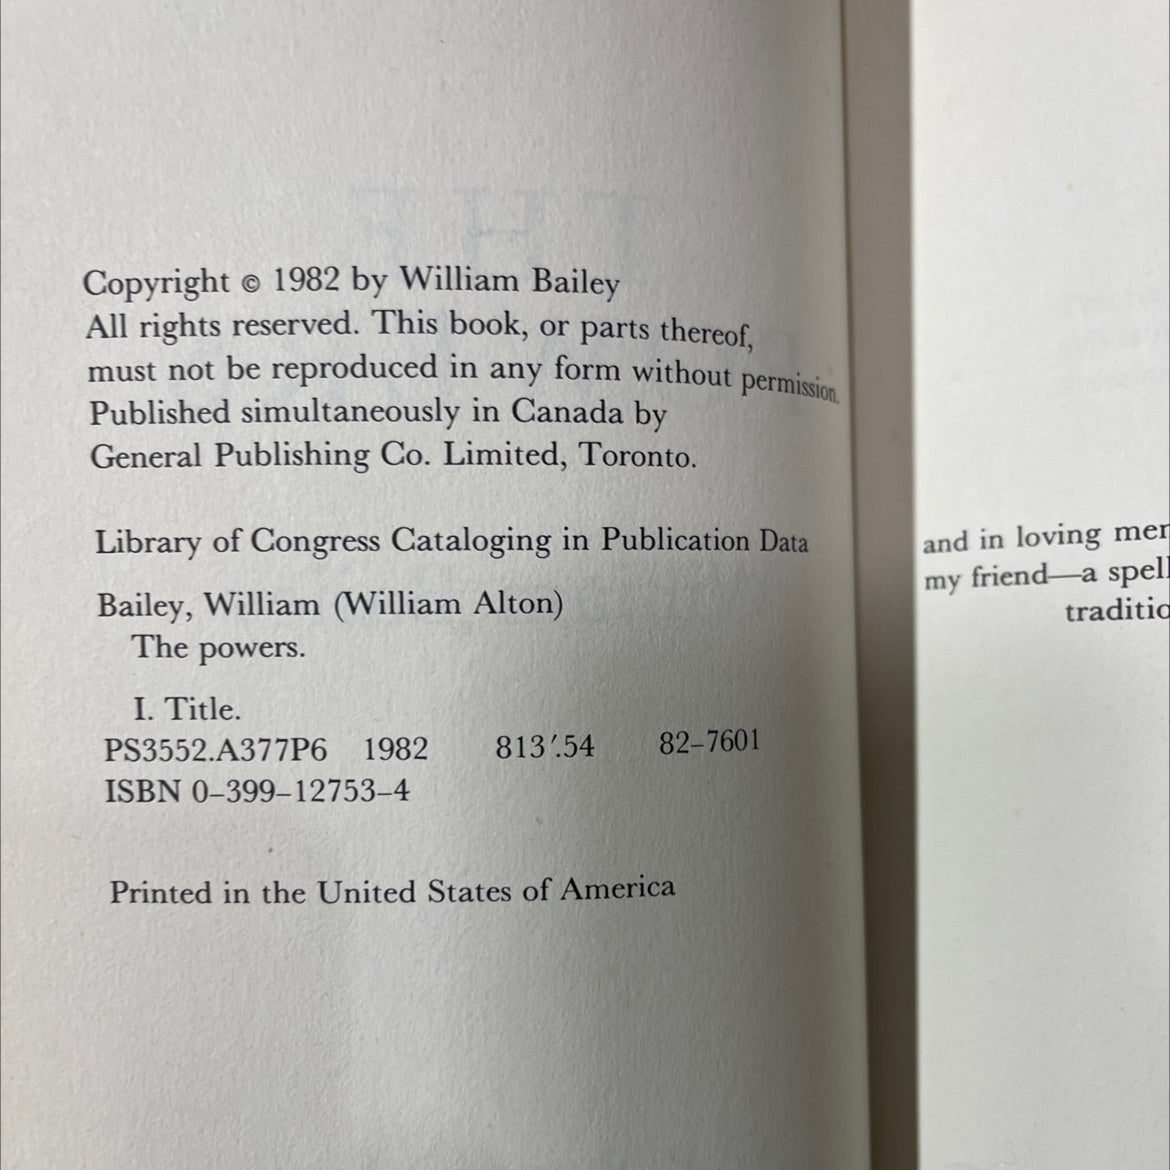 Copyright © 1982 by William Bailey
All rights reserved. This book, or parts thereof,
must not be reproduced in any form without permission.
Published simultaneously in Canada by
General Publishing Co. Limited, Toronto.
Library of Congress Cataloging in Publication Data
Bailey, William (William Alton)
The powers.
I. Title.
PS3552.A377P6 1982 813′.54 82–7601
ISBN 0–399–12753–4
Printed in the United States of America
and in loving
my friend—a